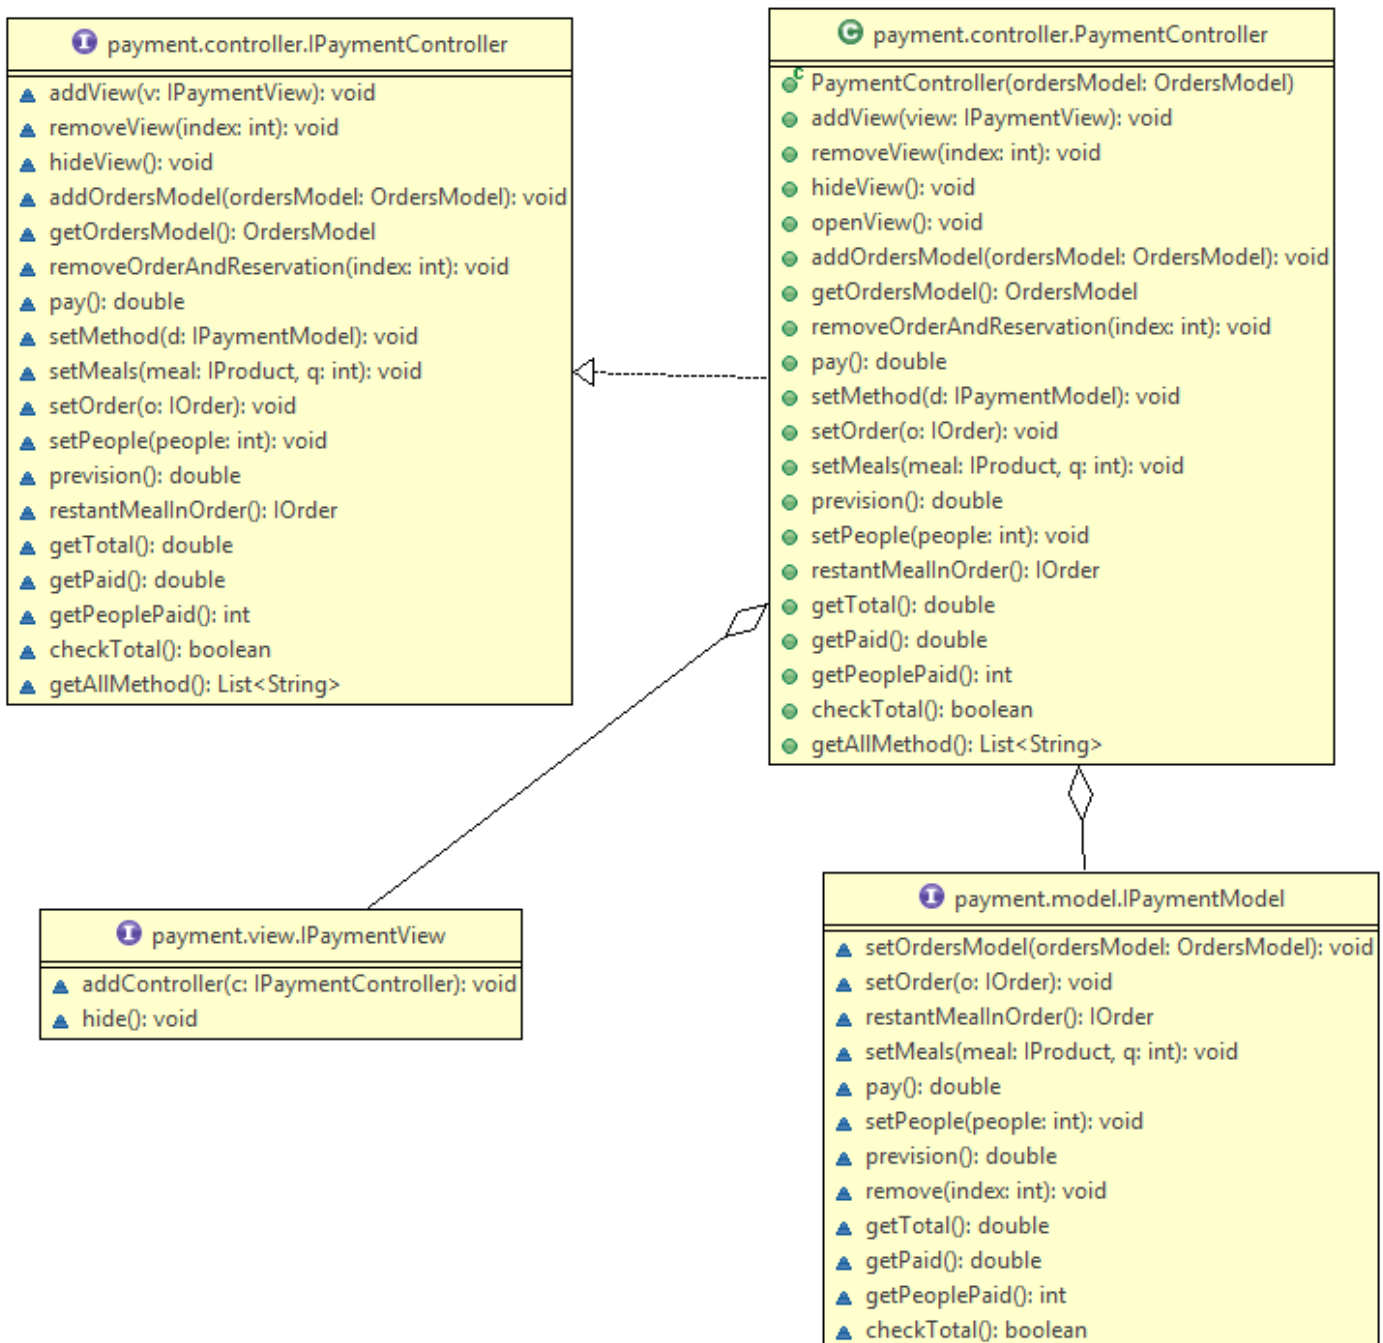 payment.controller.IPaymentController
addView(v: IPaymentView): void
removeView(index: int): void
hideView(): void
addOrdersModel(ordersModel: OrdersModel): void
getOrdersModel(): OrdersModel
removeOrderAndReservation(index: int): void
pay(): double
setMethod(d: IPaymentModel): void
setMeals(meal: IProduct, q: int): void
setOrder(o: IOrder): void
setPeople(people: int): void
prevision(): double
restantMealInOrder(): IOrder
getTotal(): double
getPaid(): double
getPeoplePaid(): int
checkTotal(): boolean
getAllMethod(): List<String>
payment.controller.PaymentController
PaymentController(ordersModel: OrdersModel)
addView(view: IPaymentView): void
removeView(index: int): void
hideView(): void
openView(): void
addOrdersModel(ordersModel: OrdersModel): void
getOrdersModel(): OrdersModel
removeOrderAndReservation(index: int): void
pay(): double
setMethod(d: IPaymentModel): void
setOrder(o: IOrder): void
setMeals(meal: IProduct, q: int): void
prevision(): double
setPeople(people: int): void
restantMealInOrder(): IOrder
getTotal(): double
getPaid(): double
getPeoplePaid(): int
checkTotal(): boolean
getAllMethod(): List<String>
payment.view.IPaymentView
addController(c: IPaymentController): void
hide(): void
payment.model.IPaymentModel
setOrdersModel(ordersModel: OrdersModel): void
setOrder(o: IOrder): void
restantMealInOrder(): IOrder
setMeals(meal: IProduct, q: int): void
pay(): double
setPeople(people: int): void
prevision(): double
remove(index: int): void
getTotal(): double
getPaid(): double
getPeoplePaid(): int
checkTotal(): boolean